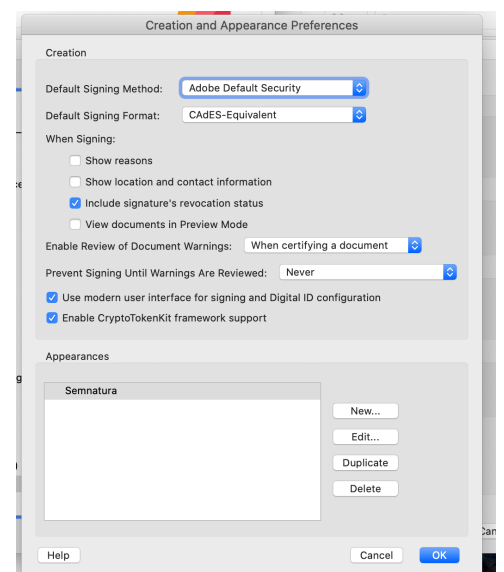 Creation and Appearance Preferences
Creation
Default Signing Method: Adobe Default Security
Default Signing Format: CAdES-Equivalent
When Signing:
Show reasons
Show location and contact information
Include signature's revocation status
View documents in Preview Mode
Enable Review of Document Warnings: When certifying a document
Prevent Signing Until Warnings Are Reviewed: Never
Use modern user interface for signing and Digital ID configuration
Enable CryptoTokenKit framework support
Appearances
Semnatura
New...
Edit...
Duplicate
Delete
Help Cancel OK